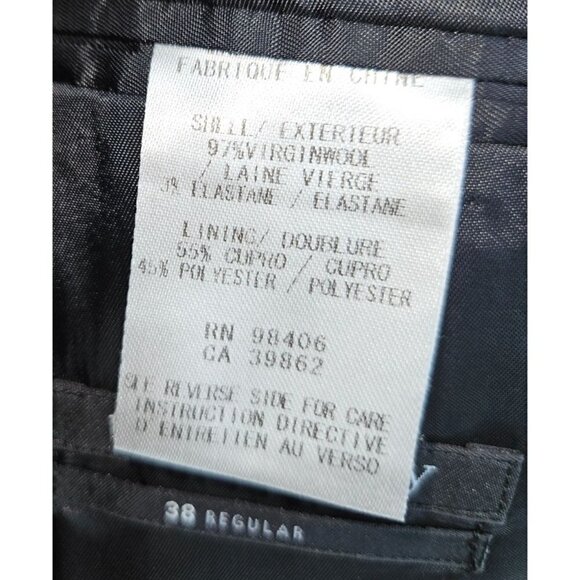 FABRIQUE EN CHINE
SHELL/ EXTERIEUR
97%VIRGINWOOL
/ LAINE VIERGE
3% ELASTANE / ELASTANE
LINING/ DOUBLURE
55% CUPRO / CUPRO
45% POLYESTER / POLYESTER
RN 98406
CA 39862
SEE REVERSE SIDE FOR CARE
INSTRUCTION DIRECTIVE
D'ENTRETIEN AU VERSO
Y
38 REGULAR